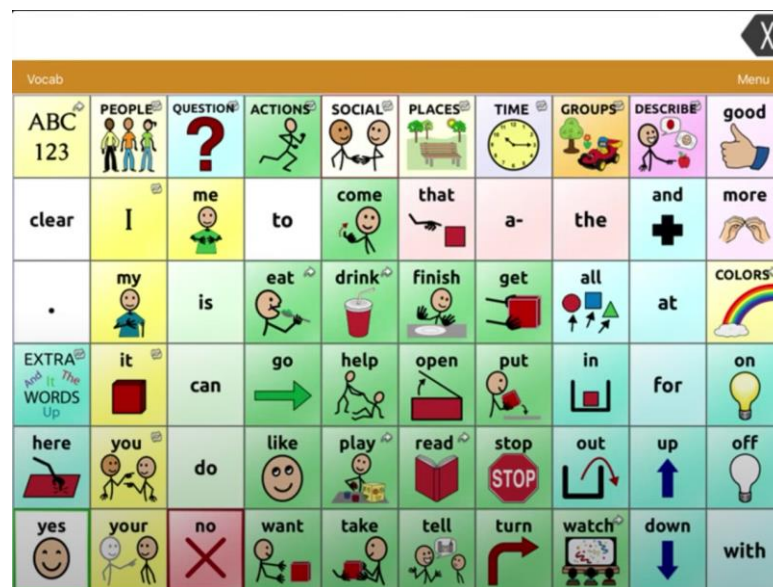 Vocab Menu
ABC 123 PEOPLE QUESTION ACTIONS SOCIAL PLACES TIME GROUPS DESCRIBE good
clear I me to come that a- the and more
. my is eat drink finish get all at COLORS
EXTRA And It The WORDS Up it can go help open put in for on
here you do like play read stop STOP out up off
yes your no want take tell turn watch down with